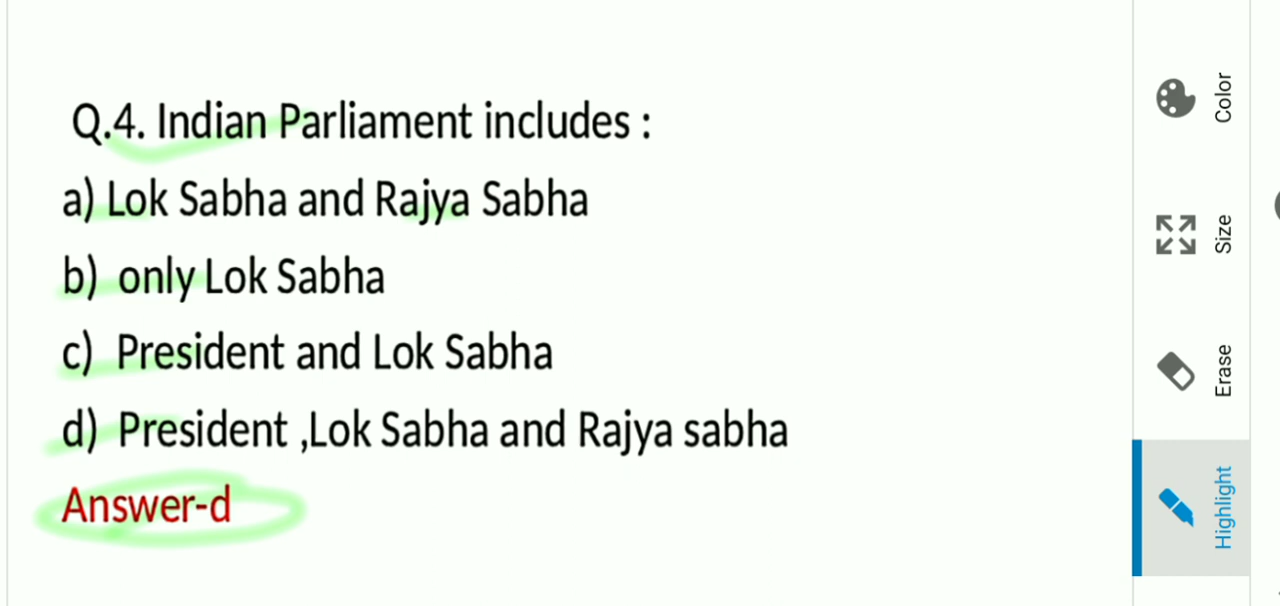 Q.4. Indian Parliament includes :
a) Lok Sabha and Rajya Sabha
b) only Lok Sabha
c) President and Lok Sabha
d) President ,Lok Sabha and Rajya sabha
Answer-d
Color
Size
Erase
Highlight